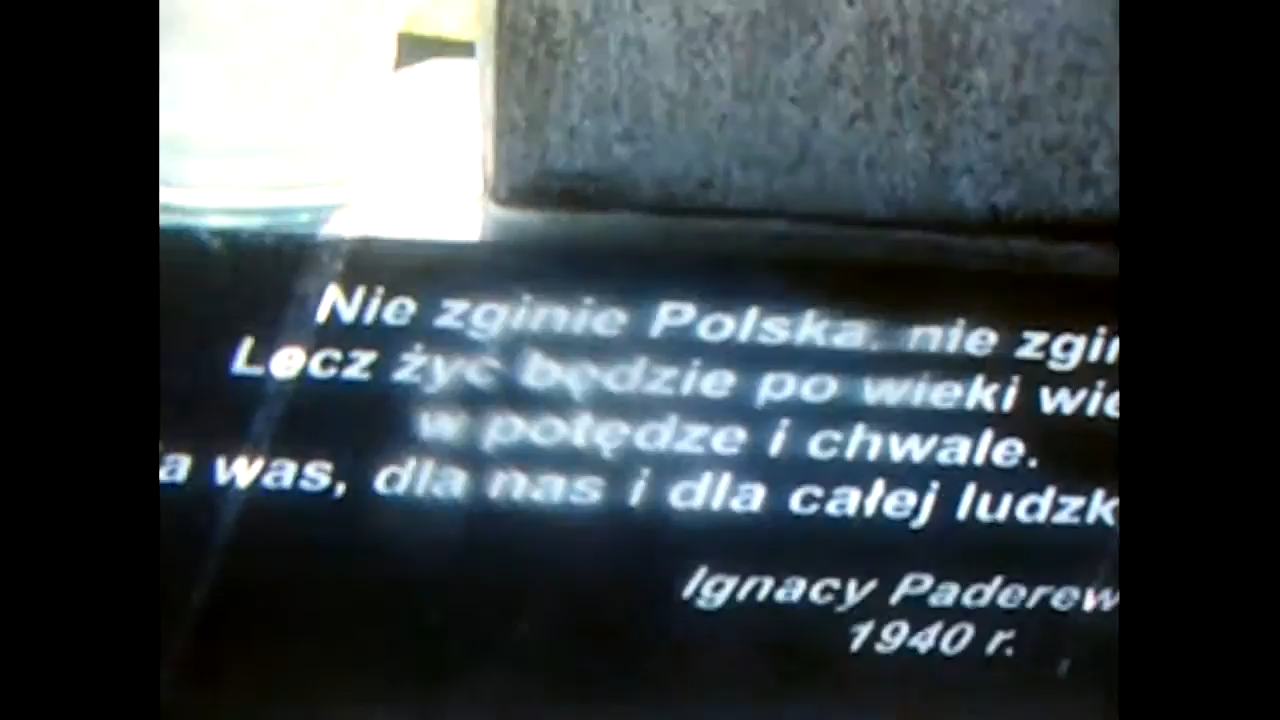 Nie zginie Polska, nie zgin
Lecz żyć będzie po wieki wie
w potędze i chwale.
a was, dla nas i dla całej ludzk
Ignacy Paderew
1940 r.